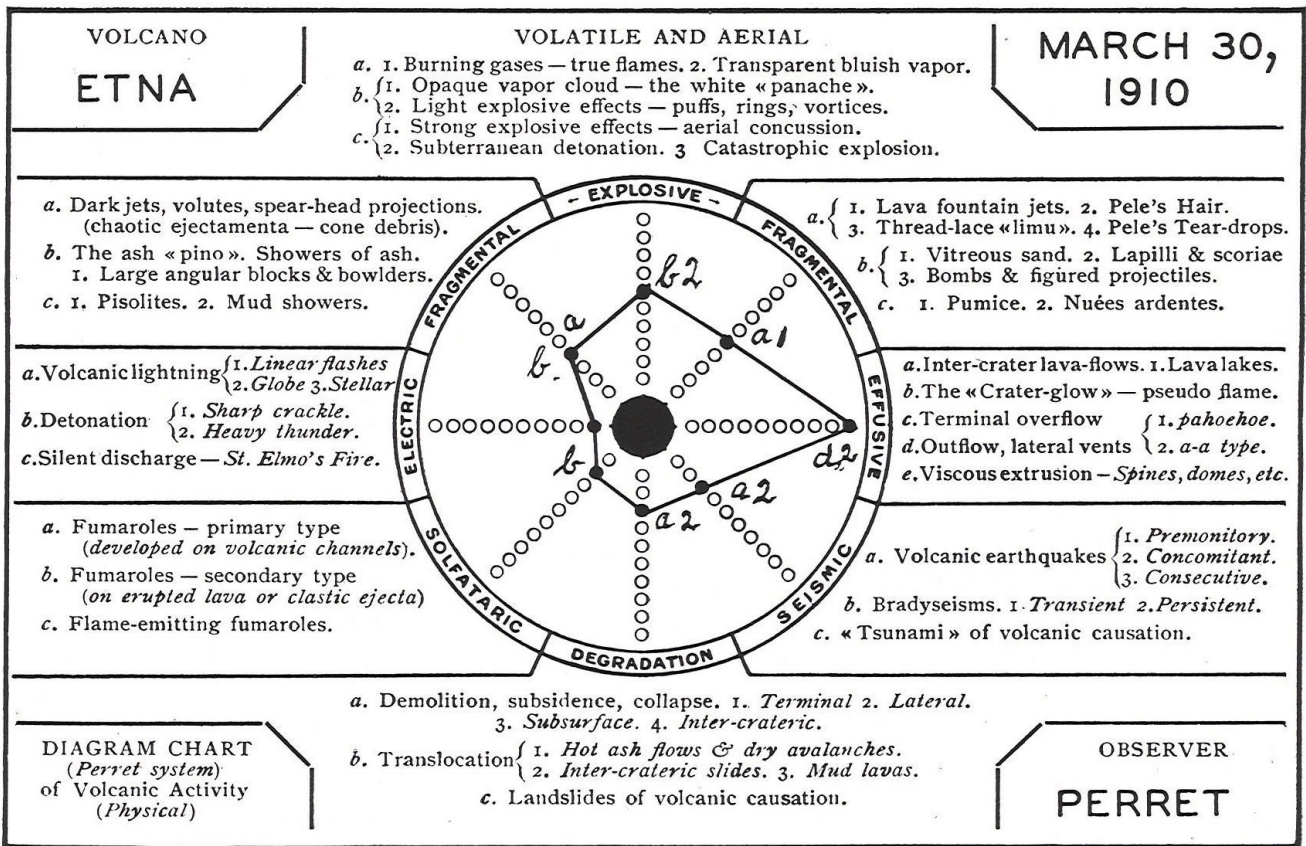 VOLCANO
ETNA
VOLATILE AND AERIAL
a. 1. Burning gases — true flames. 2. Transparent bluish vapor.
b. { 1. Opaque vapor cloud — the white « panache ».
2. Light explosive effects — puffs, rings, vortices.
c. { 1. Strong explosive effects — aerial concussion.
2. Subterranean detonation. 3 Catastrophic explosion.
MARCH 30,
1910
a. Dark jets, volutes, spear-head projections.
(chaotic ejectamenta — cone debris).
b. The ash « pino ». Showers of ash.
1. Large angular blocks & bowlders.
c. 1. Pisolites. 2. Mud showers.
a. { 1. Lava fountain jets. 2. Pele's Hair.
3. Thread-lace « limu ». 4. Pele's Tear-drops.
b. { 1. Vitreous sand. 2. Lapilli & scoriae
3. Bombs & figured projectiles.
c. 1. Pumice. 2. Nuées ardentes.
a. Volcanic lightning { 1. Linear flashes
2. Globe 3. Stellar
b. Detonation { 1. Sharp crackle.
2. Heavy thunder.
c. Silent discharge — St. Elmo's Fire.
a. Inter-crater lava-flows. 1. Lava lakes.
b. The « Crater-glow » — pseudo flame.
c. Terminal overflow { 1. pahoehoe.
d. Outflow, lateral vents 2. a-a type.
e. Viscous extrusion — Spines, domes, etc.
a. Fumaroles — primary type
(developed on volcanic channels).
b. Fumaroles — secondary type
(on erupted lava or clastic ejecta)
c. Flame-emitting fumaroles.
a. Volcanic earthquakes { 1. Premonitory.
2. Concomitant.
3. Consecutive.
b. Bradyseisms. 1. Transient 2. Persistent.
c. « Tsunami » of volcanic causation.
- EXPLOSIVE -
FRAGMENTAL
EFFUSIVE
SEISMIC
DEGRADATION
SOLFATARIC
ELECTRIC
FRAGMENTAL
b2
a1
d,2
a2
a2
b
a
b.
a. Demolition, subsidence, collapse. 1. Terminal 2. Lateral.
3. Subsurface. 4. Inter-crateric.
b. Translocation { 1. Hot ash flows & dry avalanches.
2. Inter-crateric slides. 3. Mud lavas.
c. Landslides of volcanic causation.
DIAGRAM CHART
(Perret system)
of Volcanic Activity
(Physical)
OBSERVER
PERRET